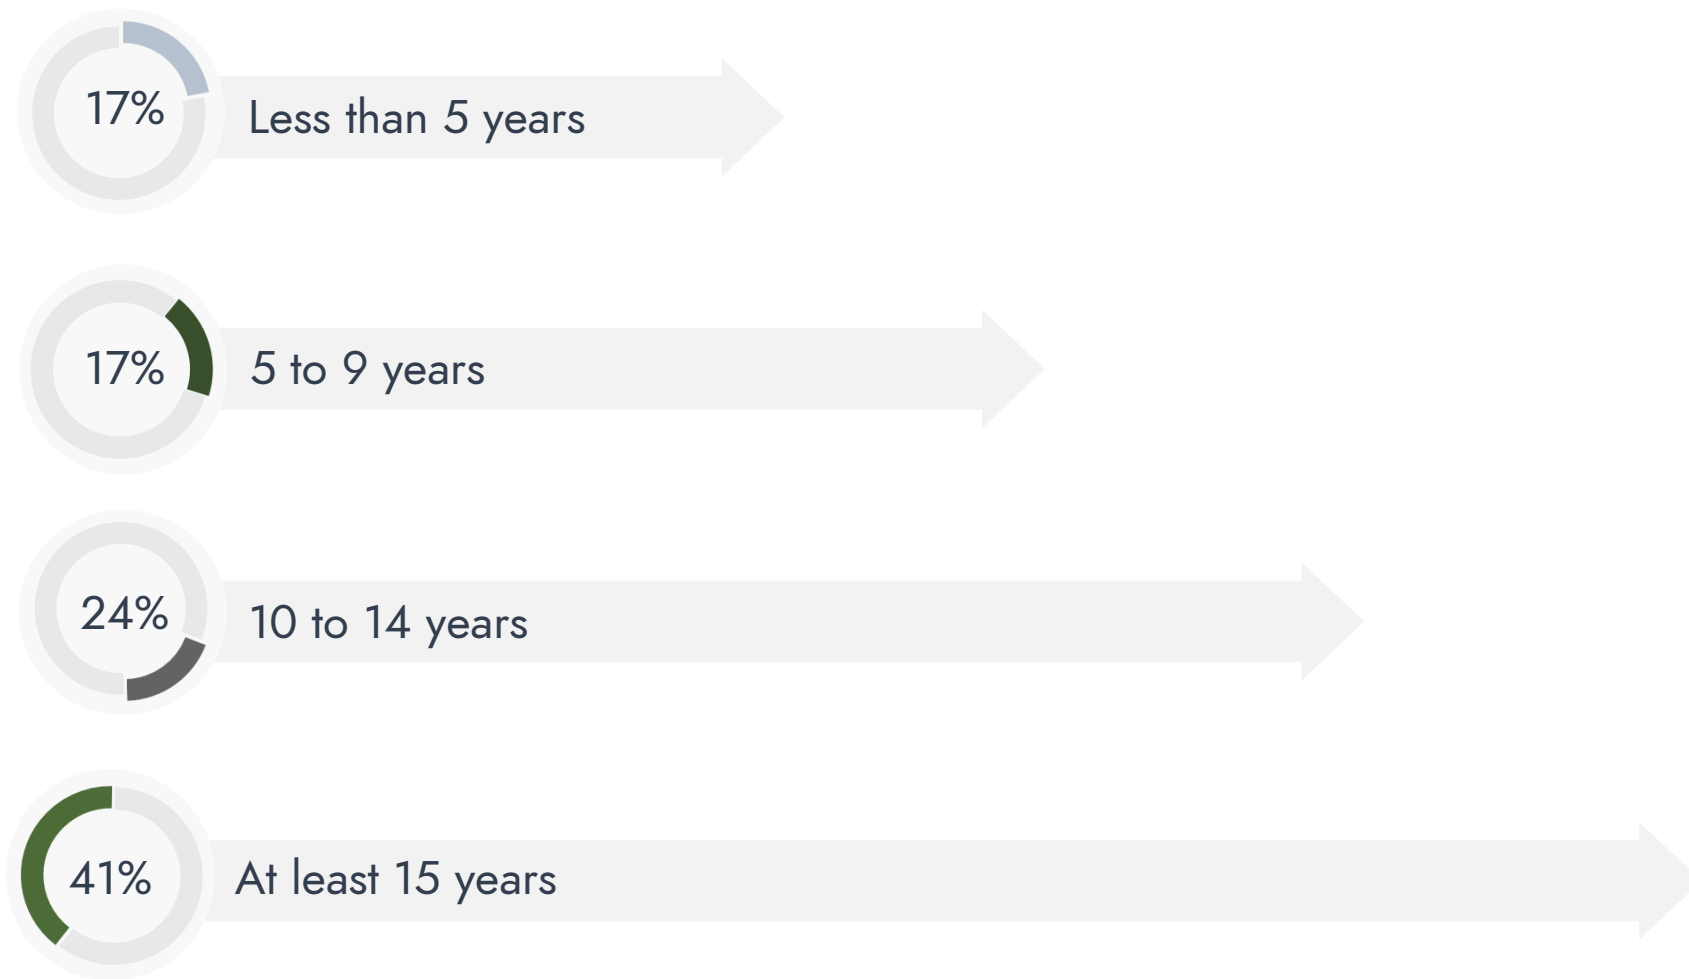 17% Less than 5 years
17% 5 to 9 years
24% 10 to 14 years
41% At least 15 years